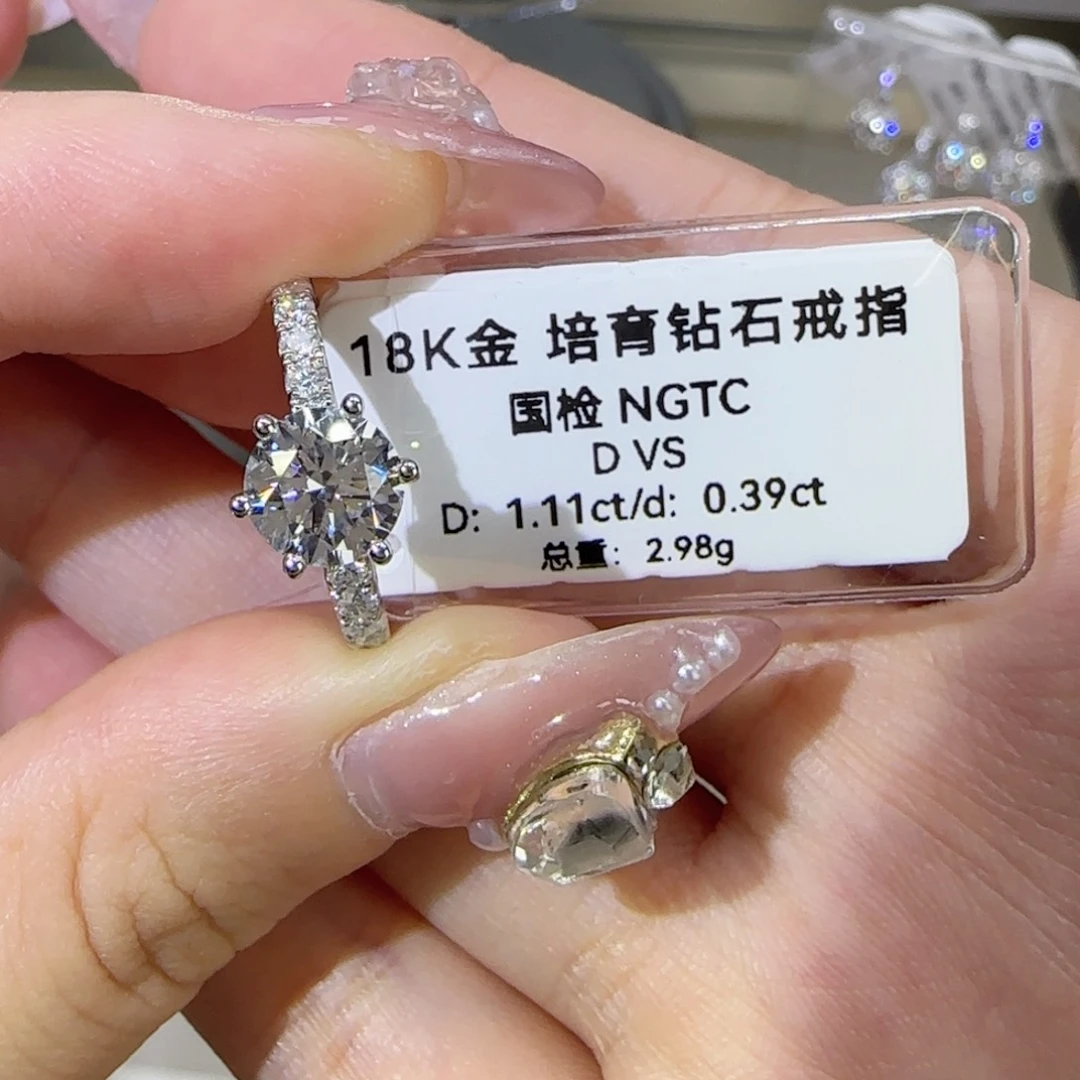 18K金 培育钻石戒指
国检 NGTC
D VS
D: 1.11ct/d: 0.39ct
总重: 2.98g